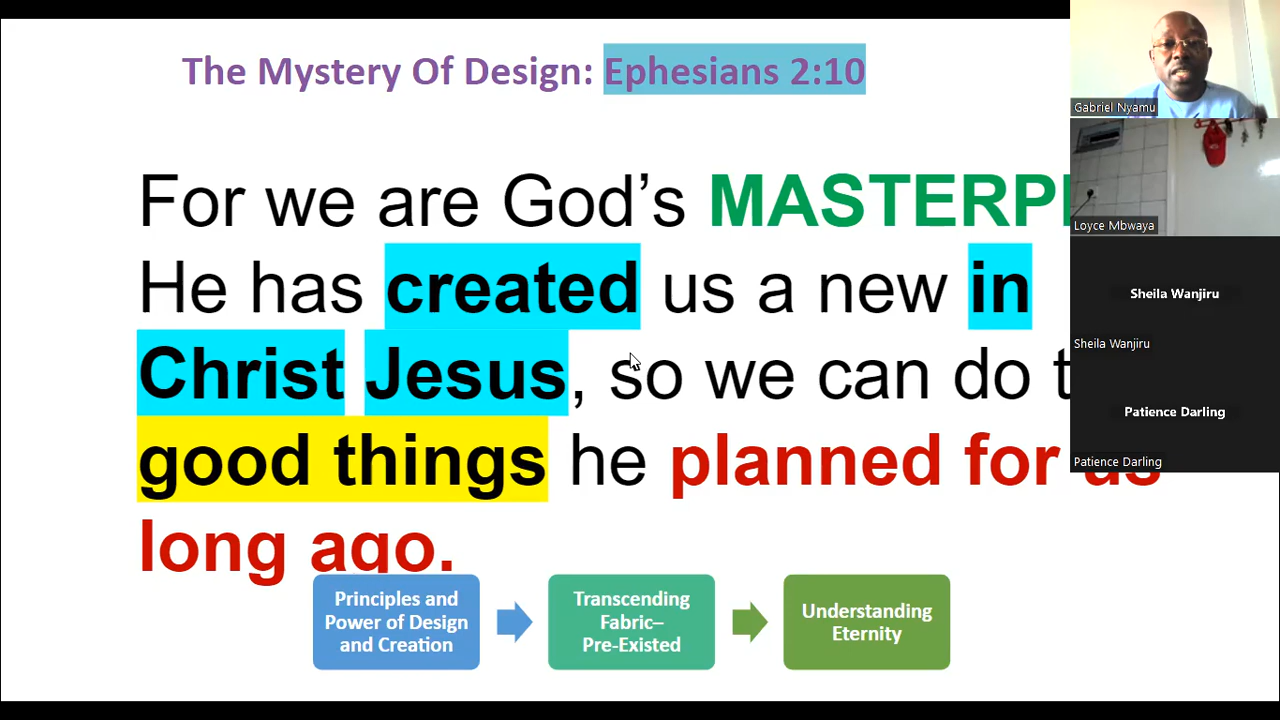 The Mystery Of Design: Ephesians 2:10
For we are God’s
He has created us a new in
Christ Jesus, so we can do
good things he planned for us
long ago.
Principles and
Power of Design
and Creation
Transcending
Fabric–
Pre-Existed
Understanding
Eternity
Gabriel Nyamu
Loyce Mbwaya
Sheila Wanjiru
Sheila Wanjiru
Patience Darling
Patience Darling